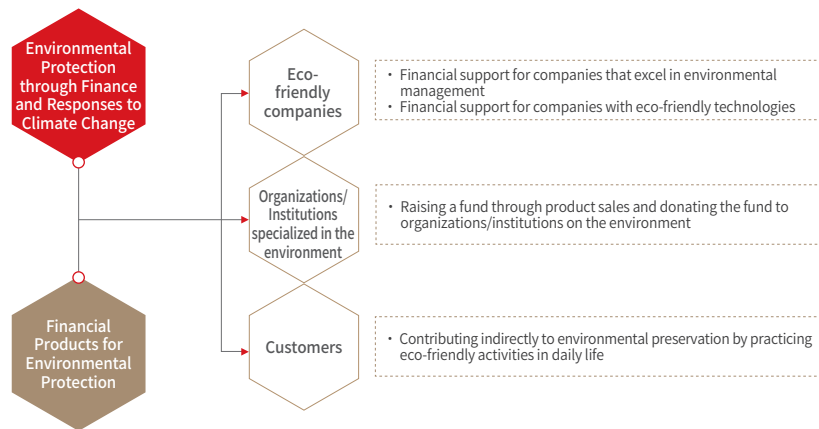 Environmental
Protection
through Finance
and Responses to
Climate Change
Eco-
friendly
companies
• Financial support for companies that excel in environmental
management
• Financial support for companies with eco-friendly technologies
Organizations/
Institutions
specialized in the
environment
• Raising a fund through product sales and donating the fund to
organizations/institutions on the environment
Financial
Products for
Environmental
Protection
Customers
• Contributing indirectly to environmental preservation by practicing
eco-friendly activities in daily life